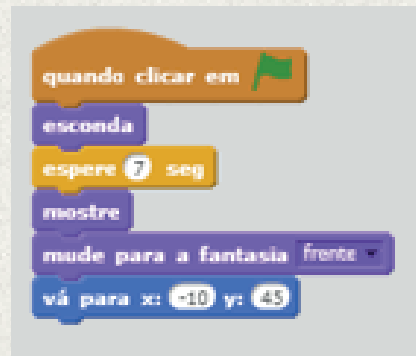 quando clicar em
esconda
espere 7 seg
mostre
mude para a fantasia frente
vá para x: -10 y: 45